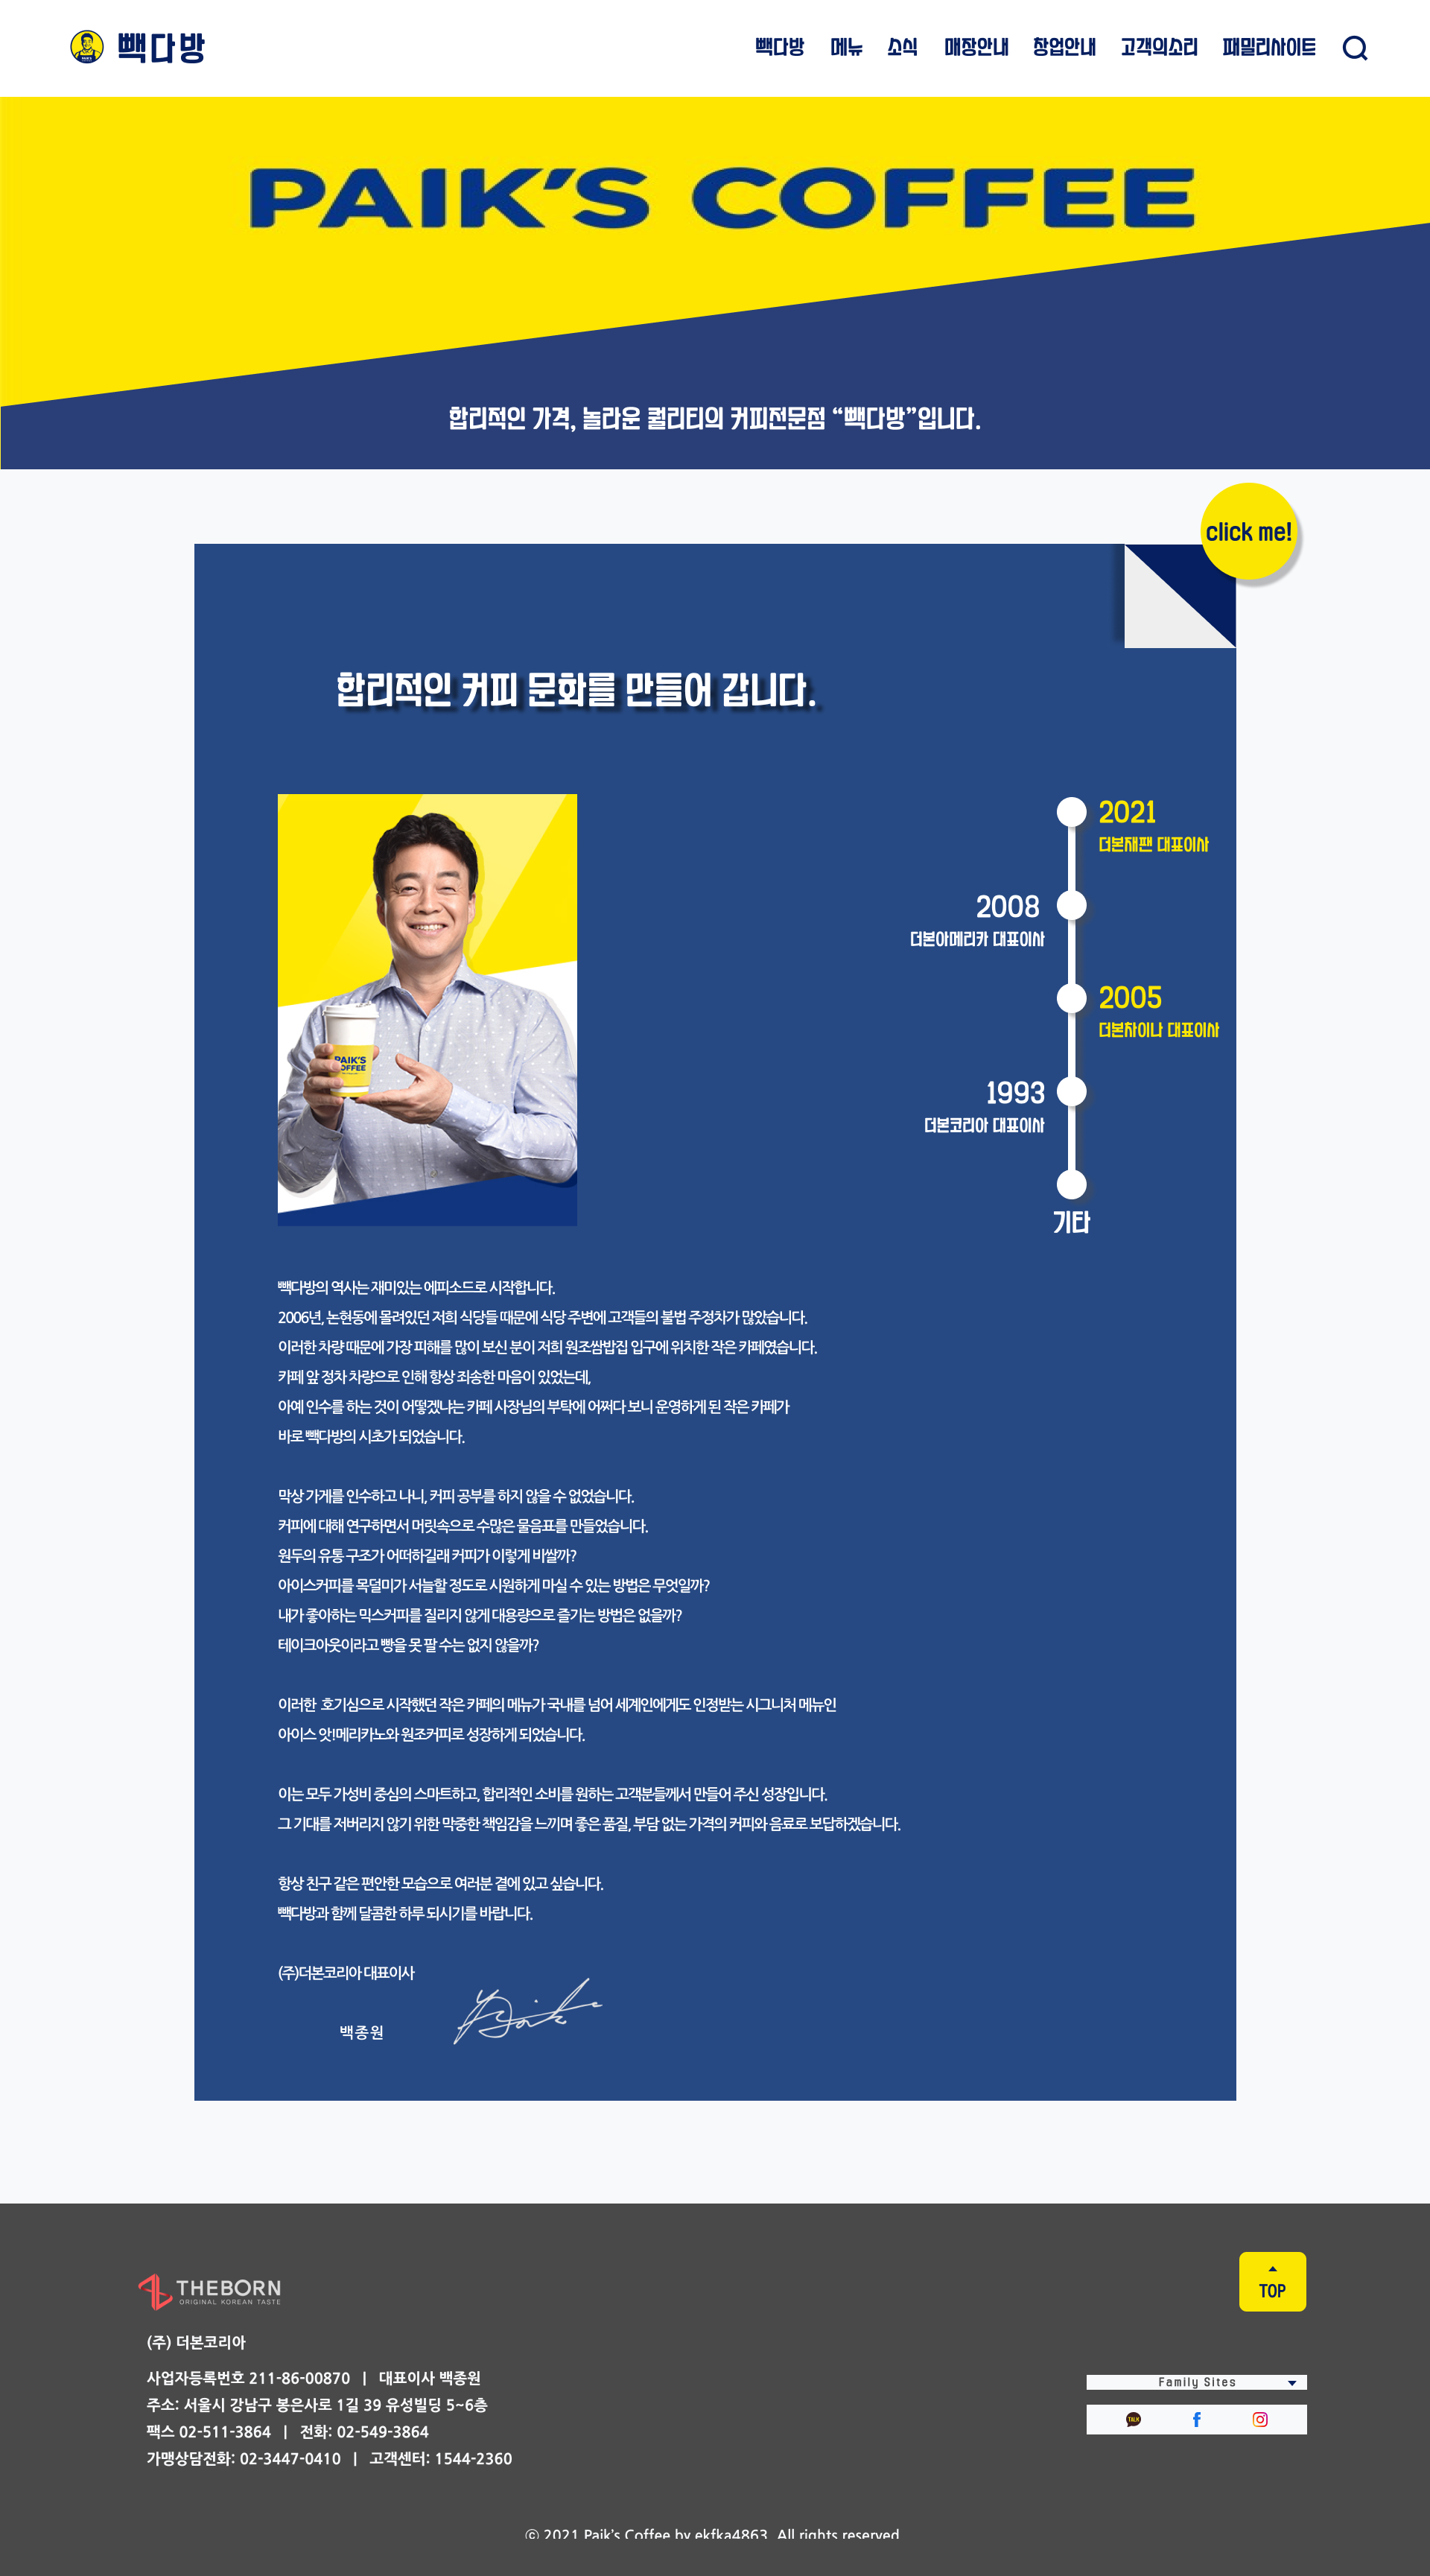 빽다방
빽다방 메뉴 소식 매장안내 창업안내 고객의소리 패밀리사이트
PAIK'S COFFEE
합리적인 가격, 놀라운 퀄리티의 커피전문점 “빽다방”입니다.
click me!
합리적인 커피 문화를 만들어 갑니다.
PAIK'S
COFFEE
2021
더본재팬 대표이사
2008
더본아메리카 대표이사
2005
더본차이나 대표이사
1993
더본코리아 대표이사
기타
빽다방의 역사는 재미있는 에피소드로 시작합니다.
2006년, 논현동에 몰려있던 저희 식당들 때문에 식당 주변에 고객들의 불법 주정차가 많았습니다.
이러한 차량 때문에 가장 피해를 많이 보신 분이 저희 원조쌈밥집 입구에 위치한 작은 카페였습니다.
카페 앞 정차 차량으로 인해 항상 죄송한 마음이 있었는데,
아예 인수를 하는 것이 어떻겠냐는 카페 사장님의 부탁에 어쩌다 보니 운영하게 된 작은 카페가
바로 빽다방의 시초가 되었습니다.
막상 가게를 인수하고 나니, 커피 공부를 하지 않을 수 없었습니다.
커피에 대해 연구하면서 머릿속으로 수많은 물음표를 만들었습니다.
원두의 유통 구조가 어떠하길래 커피가 이렇게 비쌀까?
아이스커피를 목덜미가 서늘할 정도로 시원하게 마실 수 있는 방법은 무엇일까?
내가 좋아하는 믹스커피를 질리지 않게 대용량으로 즐기는 방법은 없을까?
테이크아웃이라고 빵을 못 팔 수는 없지 않을까?
이러한 호기심으로 시작했던 작은 카페의 메뉴가 국내를 넘어 세계인에게도 인정받는 시그니처 메뉴인
아이스 앗!메리카노와 원조커피로 성장하게 되었습니다.
이는 모두 가성비 중심의 스마트하고, 합리적인 소비를 원하는 고객분들께서 만들어 주신 성장입니다.
그 기대를 저버리지 않기 위한 막중한 책임감을 느끼며 좋은 품질, 부담 없는 가격의 커피와 음료로 보답하겠습니다.
항상 친구 같은 편안한 모습으로 여러분 곁에 있고 싶습니다.
빽다방과 함께 달콤한 하루 되시기를 바랍니다.
(주)더본코리아 대표이사
백종원
THEBORN
ORIGINAL KOREAN TASTE
TOP
(주) 더본코리아
사업자등록번호 211-86-00870 | 대표이사 백종원
주소: 서울시 강남구 봉은사로 1길 39 유성빌딩 5~6층
팩스 02-511-3864 | 전화: 02-549-3864
가맹상담전화: 02-3447-0410 | 고객센터: 1544-2360
Family Sites
TALK
ⓒ 2021 Paik's Coffee by ekfka4863. All rights reserved